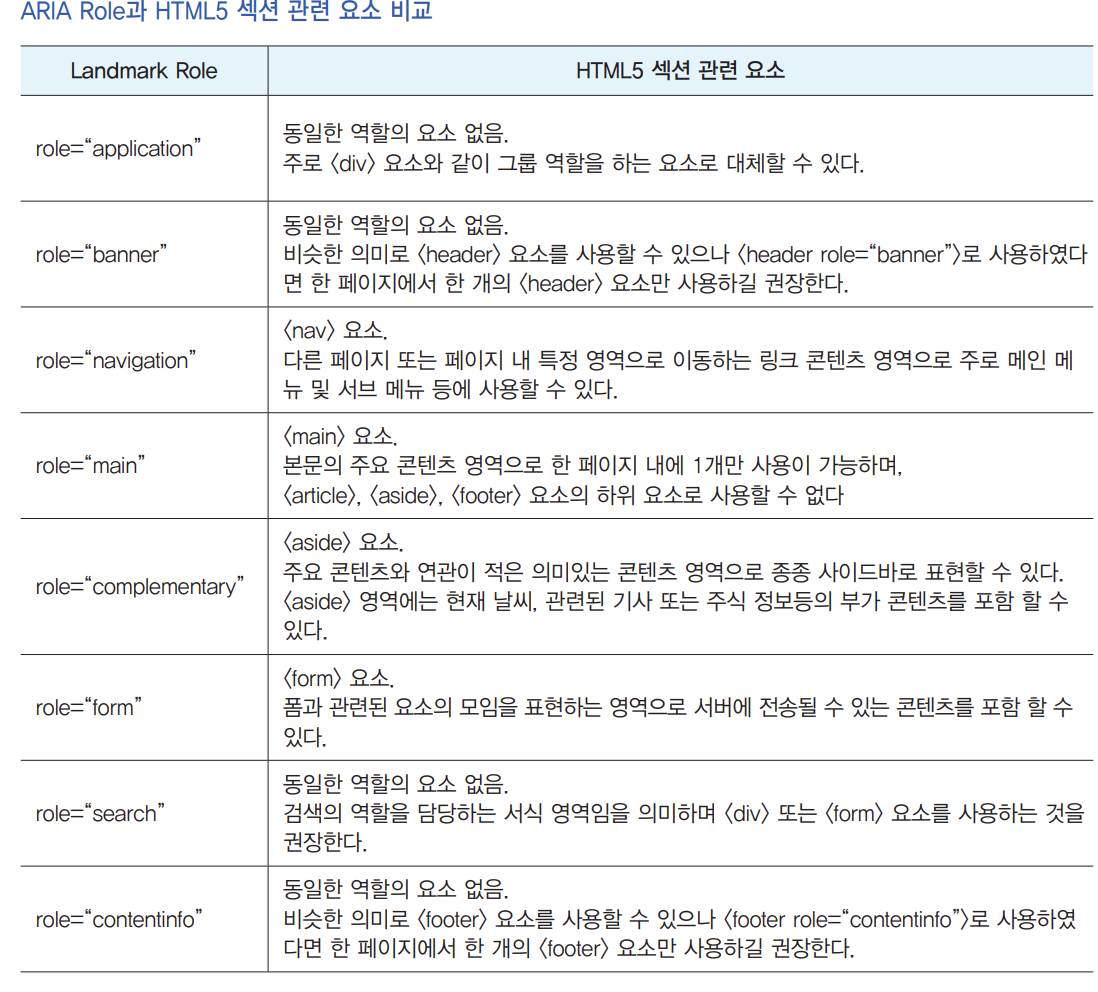 ARIA Role과 HTML5 섹션 관련 요소 비교
Landmark Role
HTML5 섹션 관련 요소
role=“application”
동일한 역할의 요소 없음.
주로 〈div〉 요소와 같이 그룹 역할을 하는 요소로 대체할 수 있다.
role=“banner”
동일한 역할의 요소 없음.
비슷한 의미로 〈header〉 요소를 사용할 수 있으나 〈header role=“banner”〉로 사용하였다
면 한 페이지에서 한 개의 〈header〉 요소만 사용하길 권장한다.
role=“navigation”
〈nav〉 요소.
다른 페이지 또는 페이지 내 특정 영역으로 이동하는 링크 콘텐츠 영역으로 주로 메인 메
뉴 및 서브 메뉴 등에 사용할 수 있다.
role=“main”
〈main〉 요소.
본문의 주요 콘텐츠 영역으로 한 페이지 내에 1개만 사용이 가능하며,
〈article〉, 〈aside〉, 〈footer〉 요소의 하위 요소로 사용할 수 없다
role=“complementary”
〈aside〉 요소.
주요 콘텐츠와 연관이 적은 의미있는 콘텐츠 영역으로 종종 사이드바로 표현할 수 있다.
〈aside〉 영역에는 현재 날씨, 관련된 기사 또는 주식 정보등의 부가 콘텐츠를 포함 할 수
있다.
role=“form”
〈form〉 요소.
폼과 관련된 요소의 모임을 표현하는 영역으로 서버에 전송될 수 있는 콘텐츠를 포함 할 수
있다.
role=“search”
동일한 역할의 요소 없음.
검색의 역할을 담당하는 서식 영역임을 의미하며 〈div〉 또는 〈form〉 요소를 사용하는 것을
권장한다.
role=“contentinfo”
동일한 역할의 요소 없음.
비슷한 의미로 〈footer〉 요소를 사용할 수 있으나 〈footer role=“contentinfo”〉로 사용하였
다면 한 페이지에서 한 개의 〈footer〉 요소만 사용하길 권장한다.